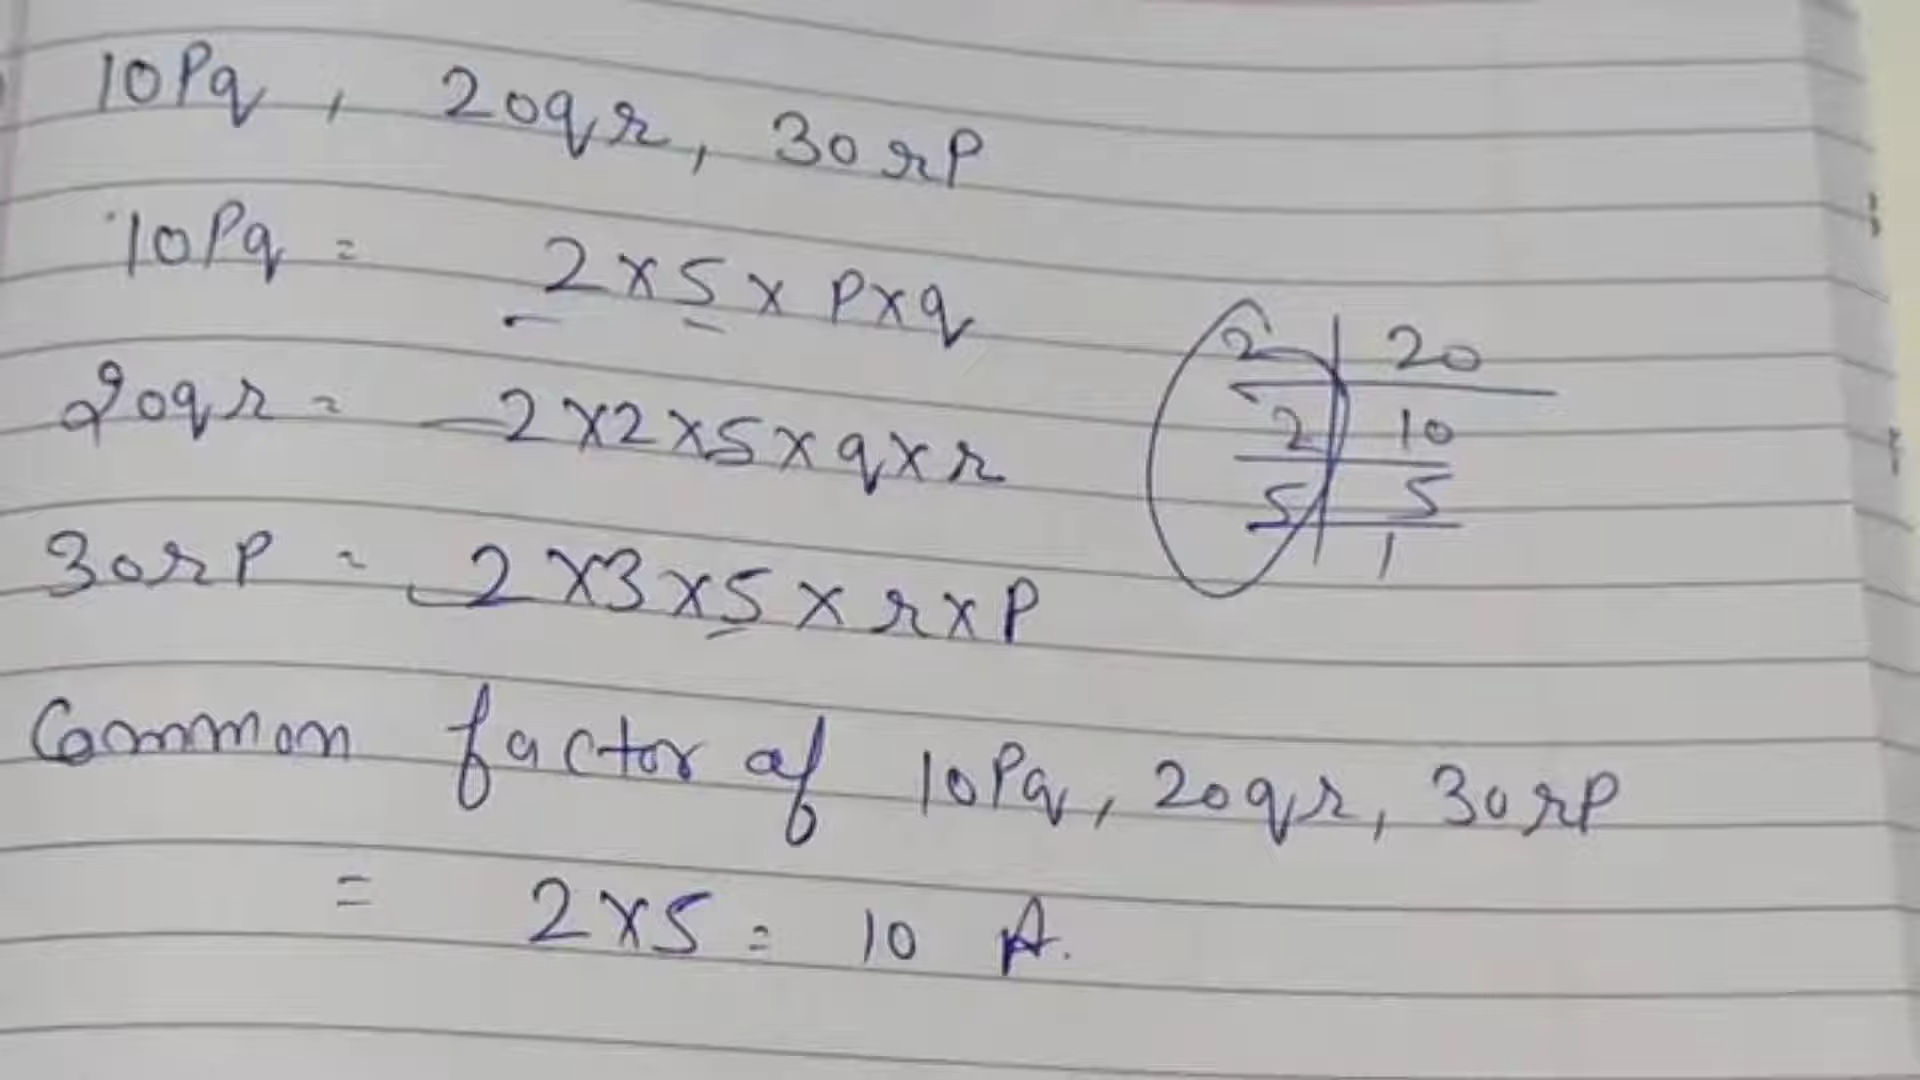 10Pq, 20qr, 30rP
10Pq = 2×5×P×q
20qr = 2×2×5×q×r
30rP = 2×3×5×r×P
2 | 20
2 | 10
5 | 5
1
Common factor of 10Pq, 20qr, 30rP
= 2×5 = 10 A.